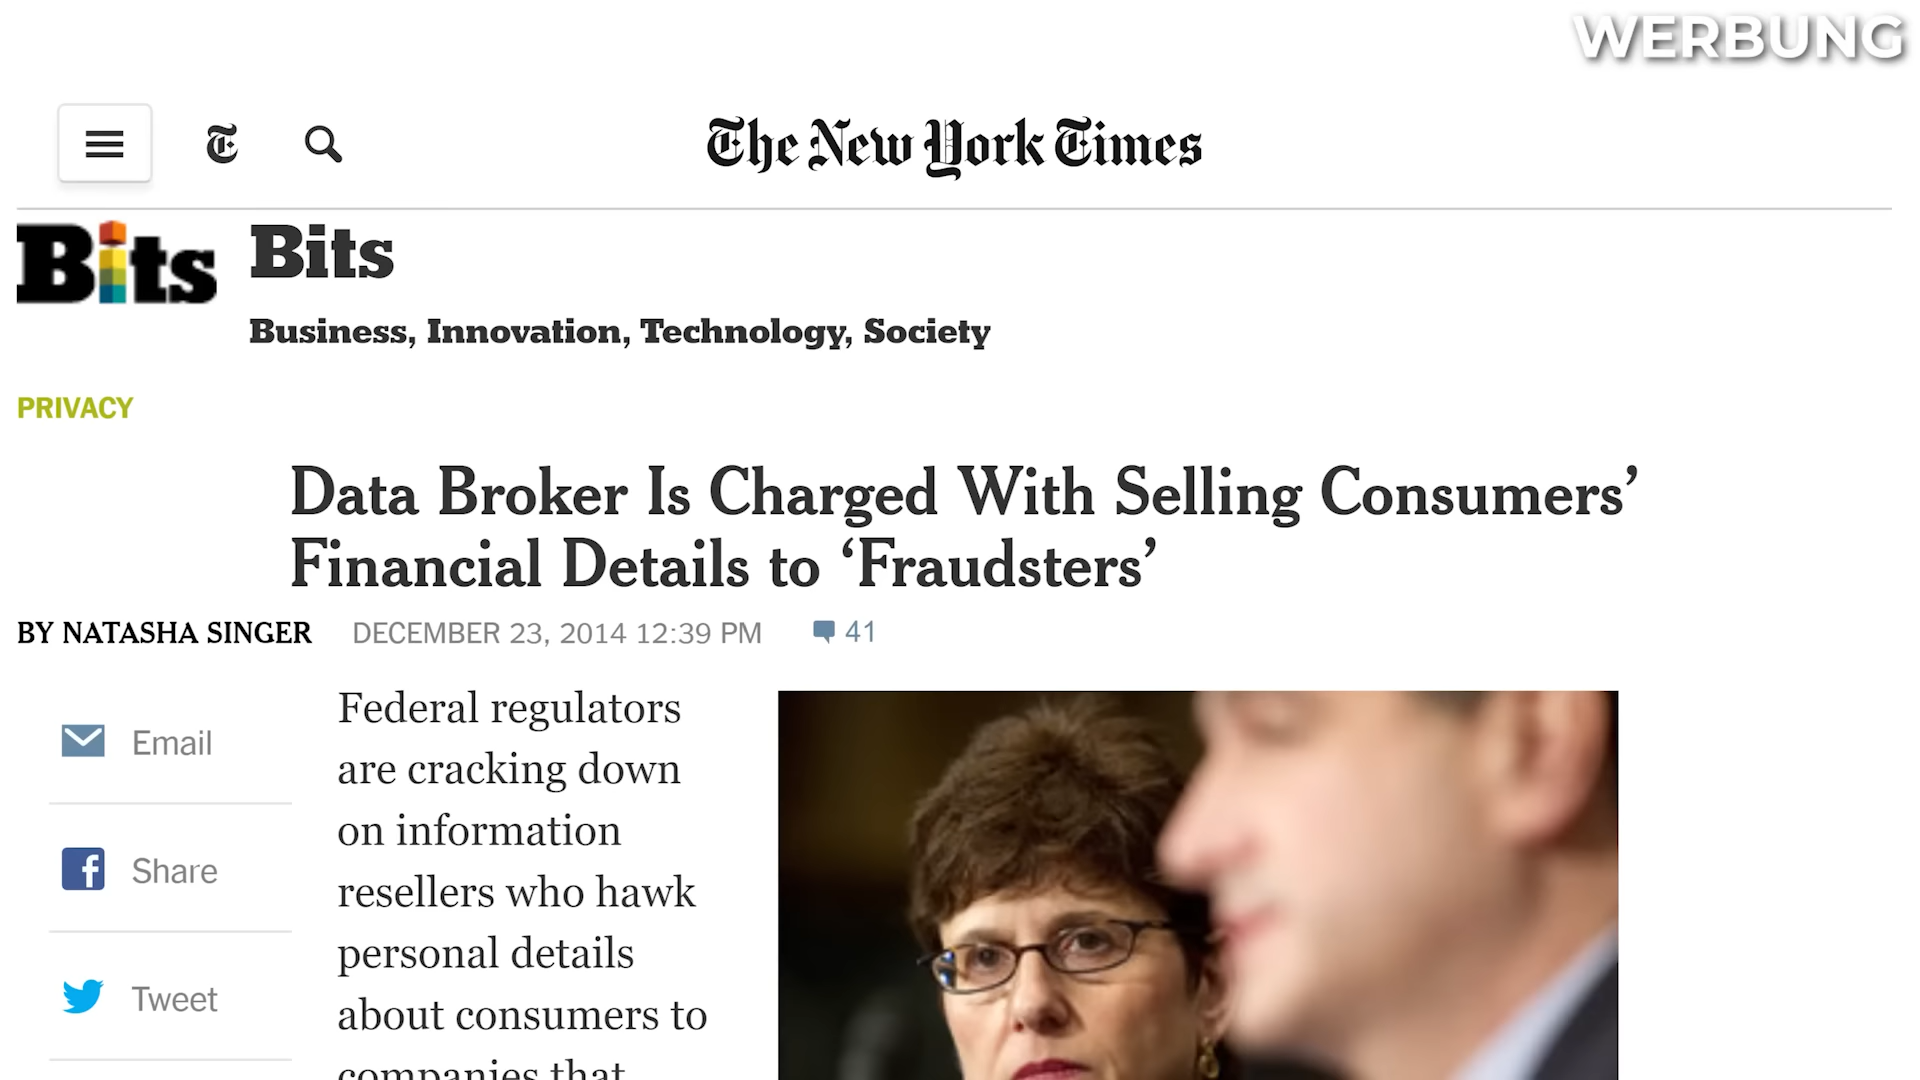 WERBUNG
The New York Times
Bits
Bits
Business, Innovation, Technology, Society
PRIVACY
Data Broker Is Charged With Selling Consumers’
Financial Details to ‘Fraudsters’
BY NATASHA SINGER DECEMBER 23, 2014 12:39 PM 41
Email
Share
Tweet
Federal regulators
are cracking down
on information
resellers who hawk
personal details
about consumers to
companies that